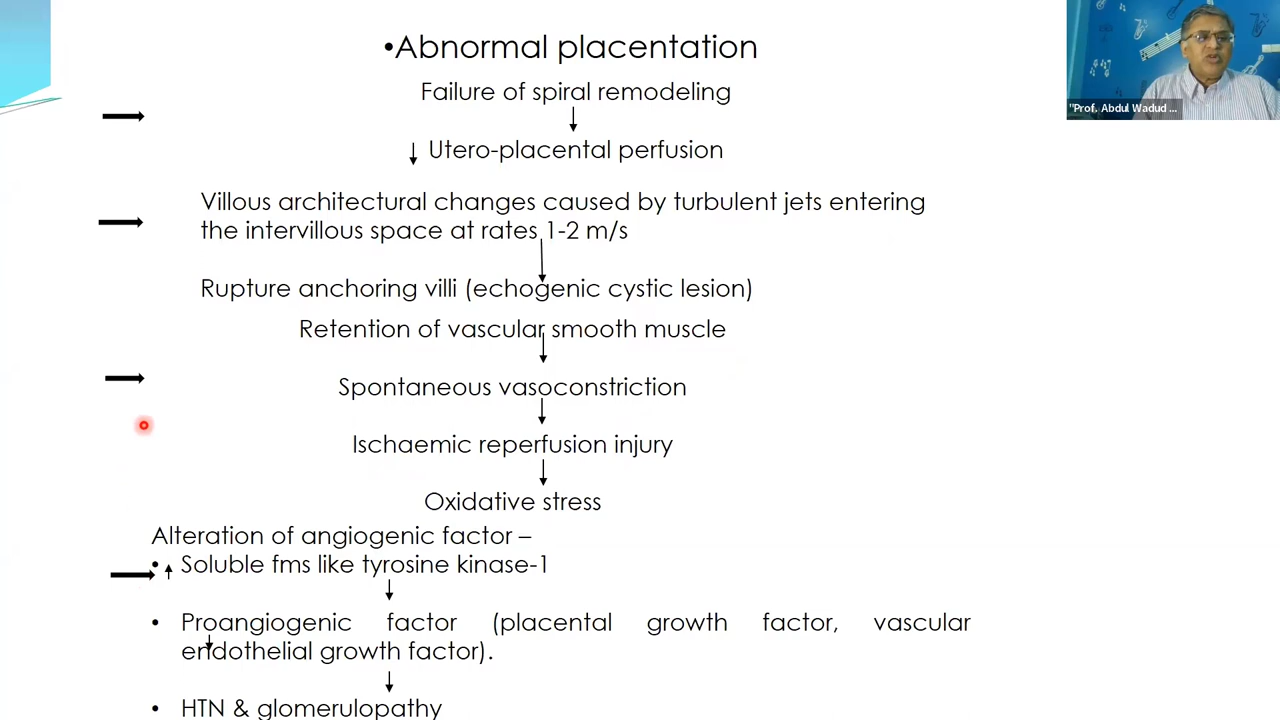 •Abnormal placentation
Failure of spiral remodeling
Utero-placental perfusion
Villous architectural changes caused by turbulent jets entering
the intervillous space at rates 1-2 m/s
Rupture anchoring villi (echogenic cystic lesion)
Retention of vascular smooth muscle
Spontaneous vasoconstriction
Ischaemic reperfusion injury
Oxidative stress
Alteration of angiogenic factor –
• Soluble fms like tyrosine kinase-1
• Proangiogenic factor (placental growth factor, vascular
endothelial growth factor).
• HTN & glomerulopathy
"Prof. Abdul Wadud ...